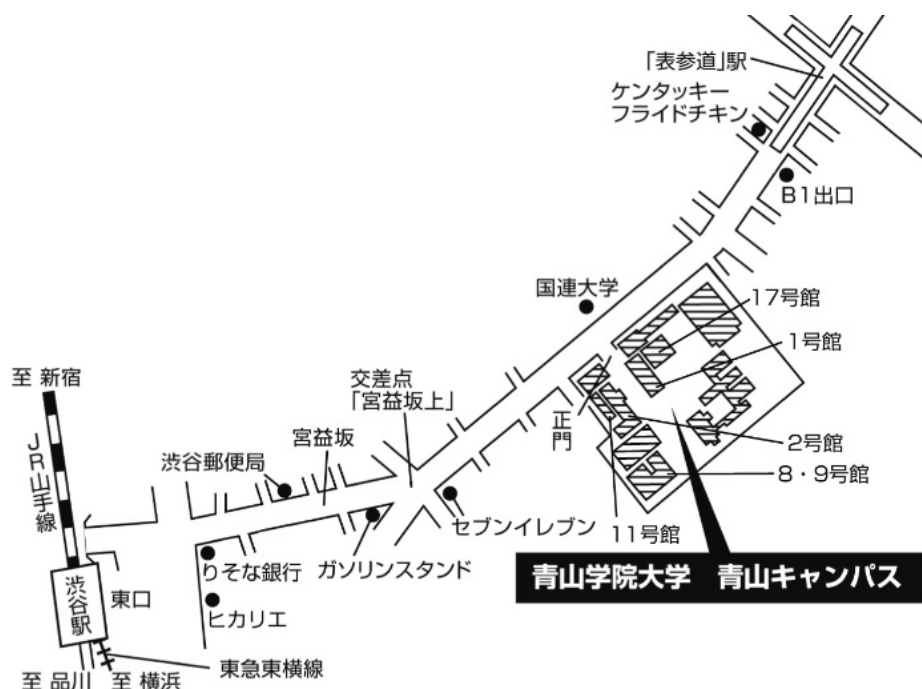 「表参道」駅
ケンタッキー
フライドチキン
B1出口
国連大学
17号館
1号館
至 新宿
交差点
「宮益坂上」
宮益坂
正門
2号館
渋谷郵便局
8・9号館
JR山手線
セブンイレブン
11号館
りそな銀行
ガソリンスタンド
青山学院大学 青山キャンパス
渋谷駅
東口
ヒカリエ
東急東横線
至 品川
至 横浜